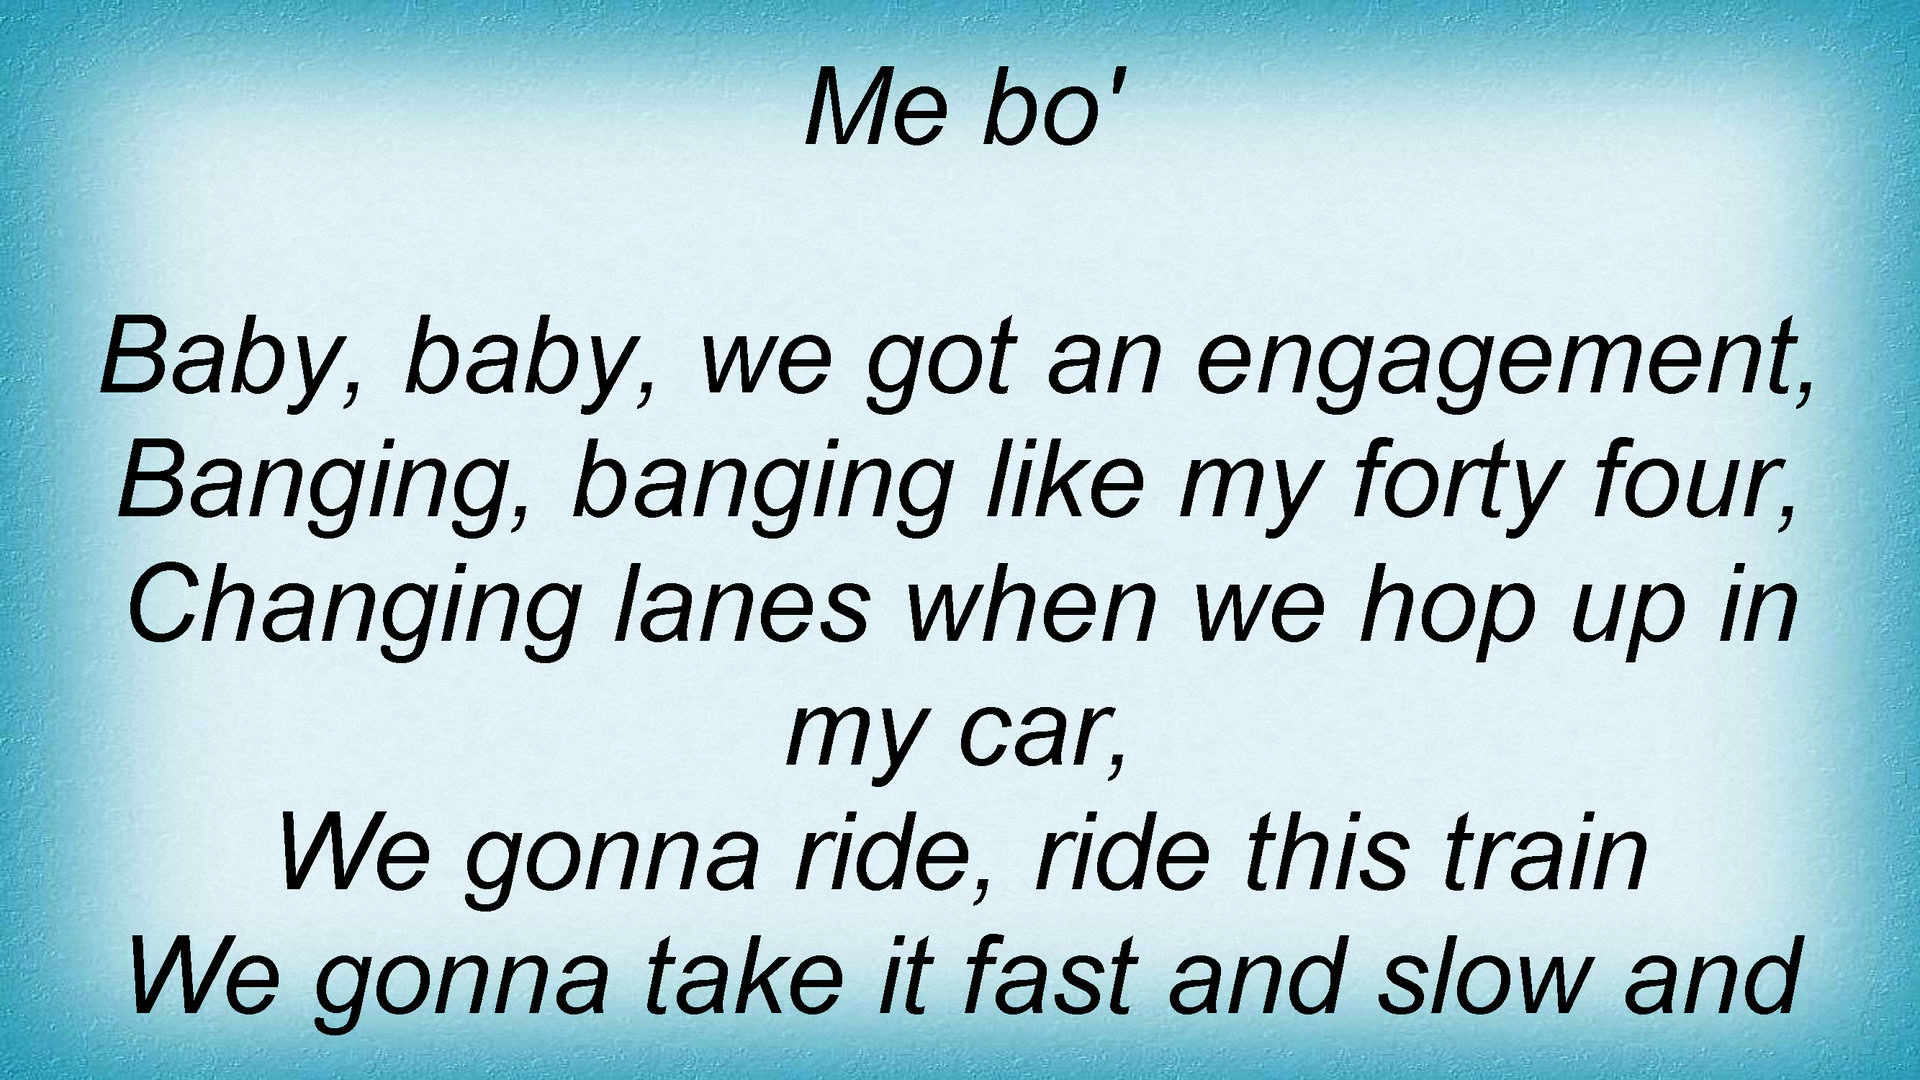 Me bo'
Baby, baby, we got an engagement,
Banging, banging like my forty four,
Changing lanes when we hop up in
my car,
We gonna ride, ride this train
We gonna take it fast and slow and